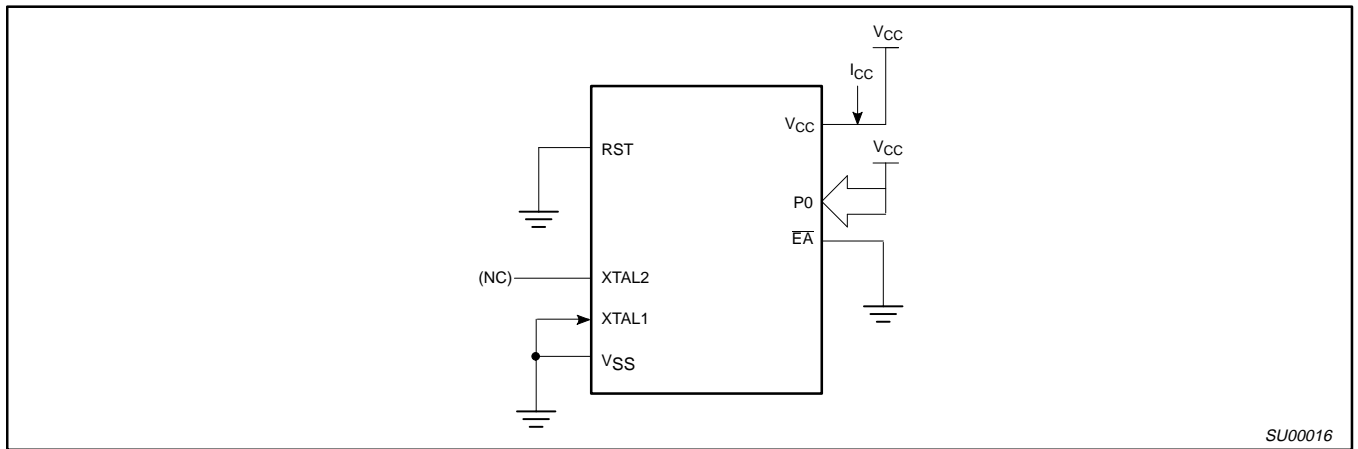 VCC
ICC
VCC
RST
VCC
P0
EA
(NC)
XTAL2
XTAL1
VSS
SU00016